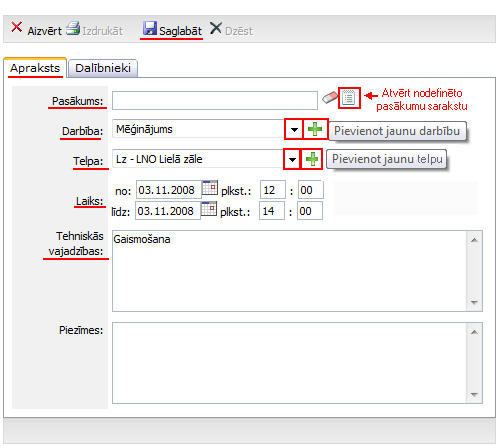 Aizvērt Izdrukāt Saglabāt Dzēst
Apraksts Dalībnieki
Pasākums:
Atvērt nodefinēto
pasākumu sarakstu
Darbība: Mēģinājums Pievienot jaunu darbību
Telpa: Lz - LNO Lielā zāle Pievienot jaunu telpu
Laiks:
no: 03.11.2008 plkst.: 12 : 00
līdz: 03.11.2008 plkst.: 14 : 00
Tehniskās
vajadzības:
Gaismošana
Piezīmes: